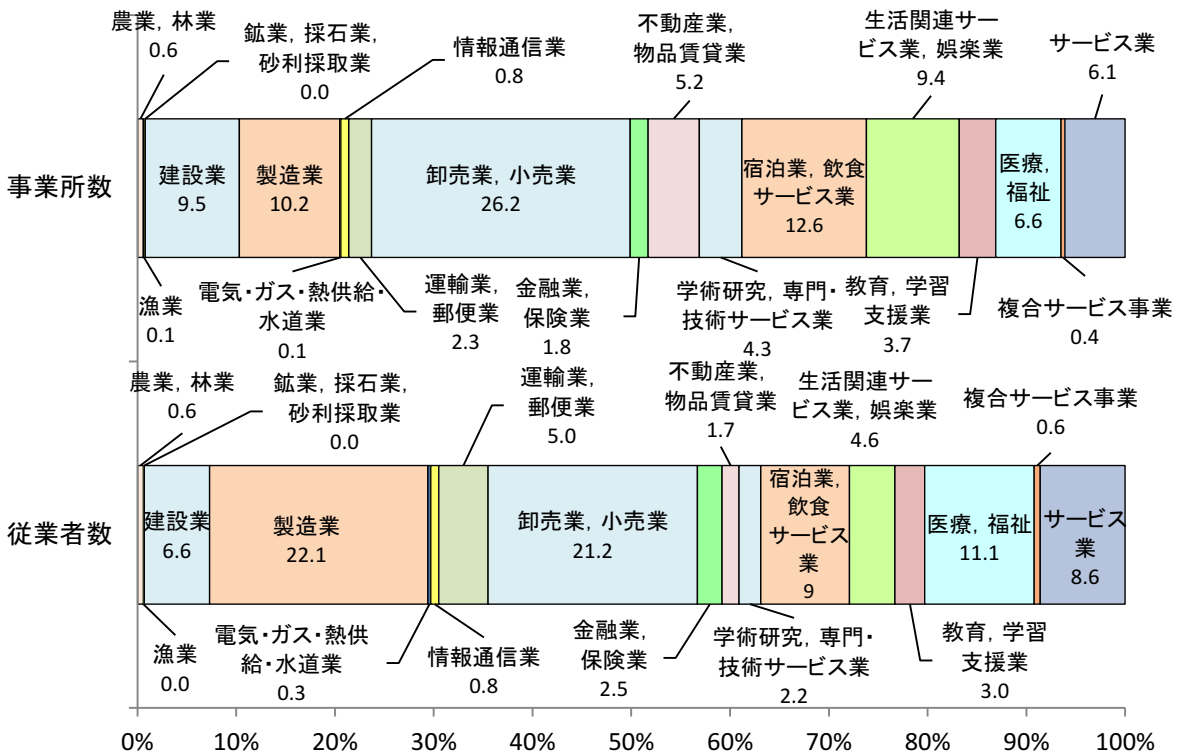 農業, 林業
0.6
鉱業, 採石業,
砂利採取業
0.0
情報通信業
0.8
不動産業,
物品賃貸業
5.2
生活関連サー
ビス業, 娯楽業
9.4
サービス業
6.1
事業所数
建設業
9.5
製造業
10.2
卸売業, 小売業
26.2
宿泊業, 飲食
サービス業
12.6
医療,
福祉
6.6
漁業
0.1
電気・ガス・熱供給・
水道業
0.1
運輸業,
郵便業
2.3
金融業,
保険業
1.8
学術研究, 専門・
技術サービス業
4.3
教育, 学習
支援業
3.7
複合サービス事業
0.4
農業, 林業
0.6
鉱業, 採石業,
砂利採取業
0.0
運輸業,
郵便業
5.0
不動産業,
物品賃貸業
1.7
生活関連サー
ビス業, 娯楽業
4.6
複合サービス事業
0.6
従業者数
建設業
6.6
製造業
22.1
卸売業, 小売業
21.2
宿泊業,
飲食
サービス
業
9
医療, 福祉
11.1
サービス
業
8.6
漁業
0.0
電気・ガス・熱供
給・水道業
0.3
情報通信業
0.8
金融業,
保険業
2.5
学術研究, 専門・
技術サービス業
2.2
教育, 学習
支援業
3.0
0% 10% 20% 30% 40% 50% 60% 70% 80% 90% 100%